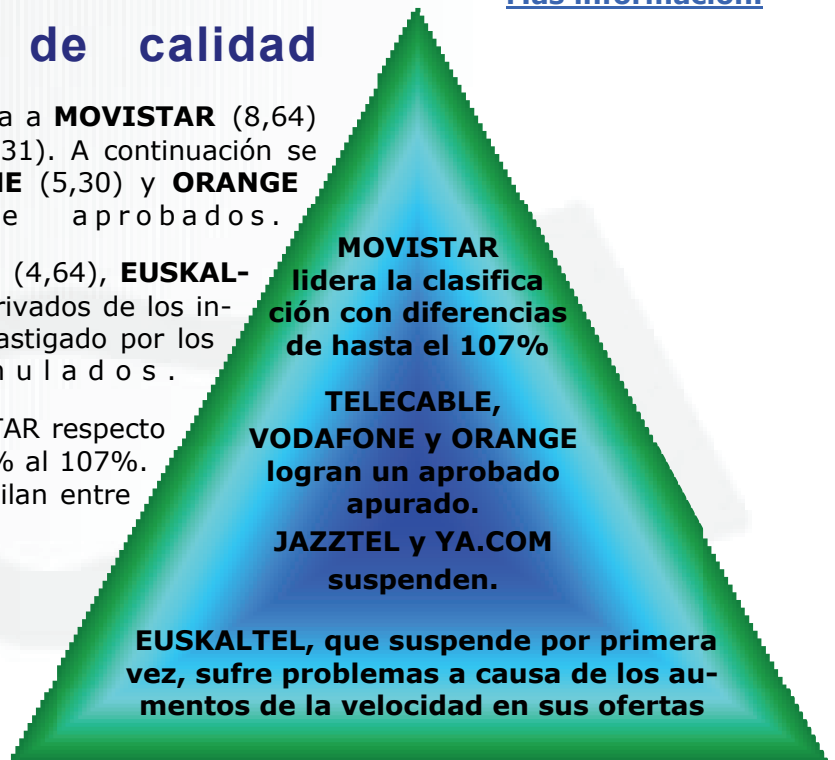 Más información:
de calidad
a a MOVISTAR (8,64)
31). A continuación se
NE (5,30) y ORANGE
e aprobados.
(4,64), EUSKAL-
rivados de los in-
astigado por los
nulados.
TAR respecto
% al 107%.
ilan entre
MOVISTAR
lidera la clasifica
ción con diferencias
de hasta el 107%
TELECABLE,
VODAFONE y ORANGE
logran un aprobado
apurado.
JAZZTEL y YA.COM
suspenden.
EUSKALTEL, que suspende por primera
vez, sufre problemas a causa de los au-
mentos de la velocidad en sus ofertas